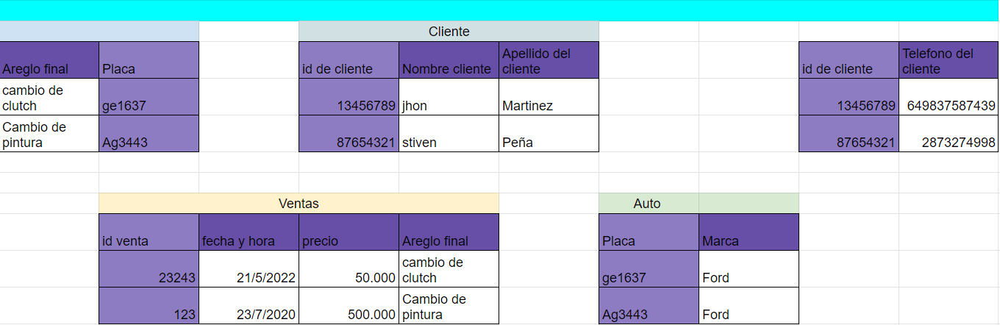 Cliente
Areglo final Placa id de cliente Nombre cliente Apellido del cliente id de cliente Telefono del cliente
cambio de clutch ge1637 13456789 jhon Martinez 13456789 649837587439
Cambio de pintura Ag3443 87654321 stiven Peña 87654321 2873274998
Ventas Auto
id venta fecha y hora precio Areglo final Placa Marca
23243 21/5/2022 50.000 cambio de clutch ge1637 Ford
123 23/7/2020 500.000 Cambio de pintura Ag3443 Ford